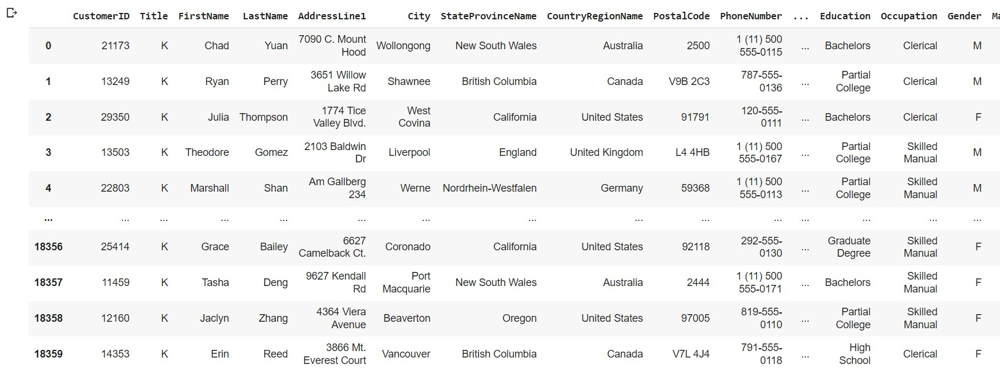 CustomerID Title FirstName LastName AddressLine1 City StateProvinceName CountryRegionName PostalCode PhoneNumber ... Education Occupation Gender Ma
0 21173 K Chad Yuan 7090 C. Mount Hood Wollongong New South Wales Australia 2500 1 (11) 500 555-0115 ... Bachelors Clerical M
1 13249 K Ryan Perry 3651 Willow Lake Rd Shawnee British Columbia Canada V9B 2C3 787-555-0136 ... Partial College Clerical M
2 29350 K Julia Thompson 1774 Tice Valley Blvd. West Covina California United States 91791 120-555-0111 ... Bachelors Clerical F
3 13503 K Theodore Gomez 2103 Baldwin Dr Liverpool England United Kingdom L4 4HB 1 (11) 500 555-0167 ... Partial College Skilled Manual M
4 22803 K Marshall Shan Am Gallberg 234 Werne Nordrhein-Westfalen Germany 59368 1 (11) 500 555-0113 ... Partial College Skilled Manual M
... ... ... ... ... ... ... ... ... ... ... ... ... ... ...
18356 25414 K Grace Bailey 6627 Camelback Ct. Coronado California United States 92118 292-555-0130 ... Graduate Degree Skilled Manual F
18357 11459 K Tasha Deng 9627 Kendall Rd Port Macquarie New South Wales Australia 2444 1 (11) 500 555-0171 ... Bachelors Skilled Manual F
18358 12160 K Jaclyn Zhang 4364 Viera Avenue Beaverton Oregon United States 97005 819-555-0110 ... Partial College Skilled Manual F
18359 14353 K Erin Reed 3866 Mt. Everest Court Vancouver British Columbia Canada V7L 4J4 791-555-0118 ... High School Clerical F